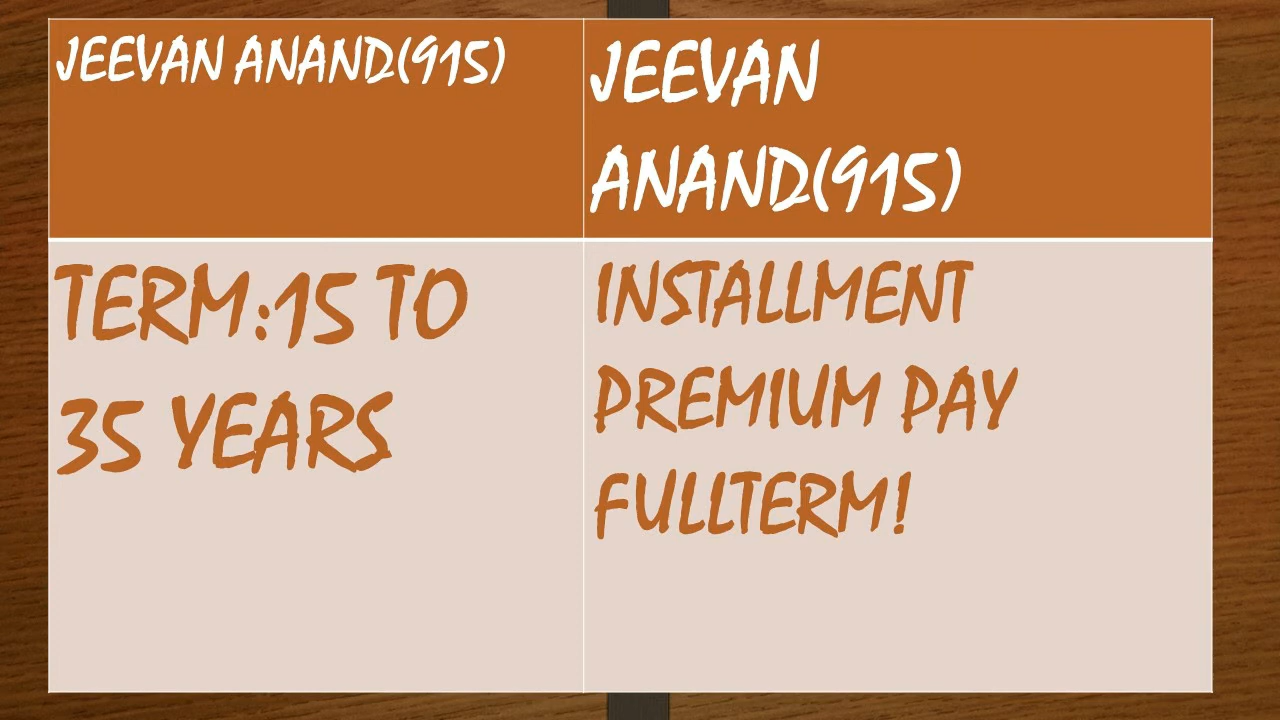 JEEVAN ANAND(915)
JEEVAN
ANAND(915)
TERM:15 TO
35 YEARS
INSTALLMENT
PREMIUM PAY
FULLTERM!